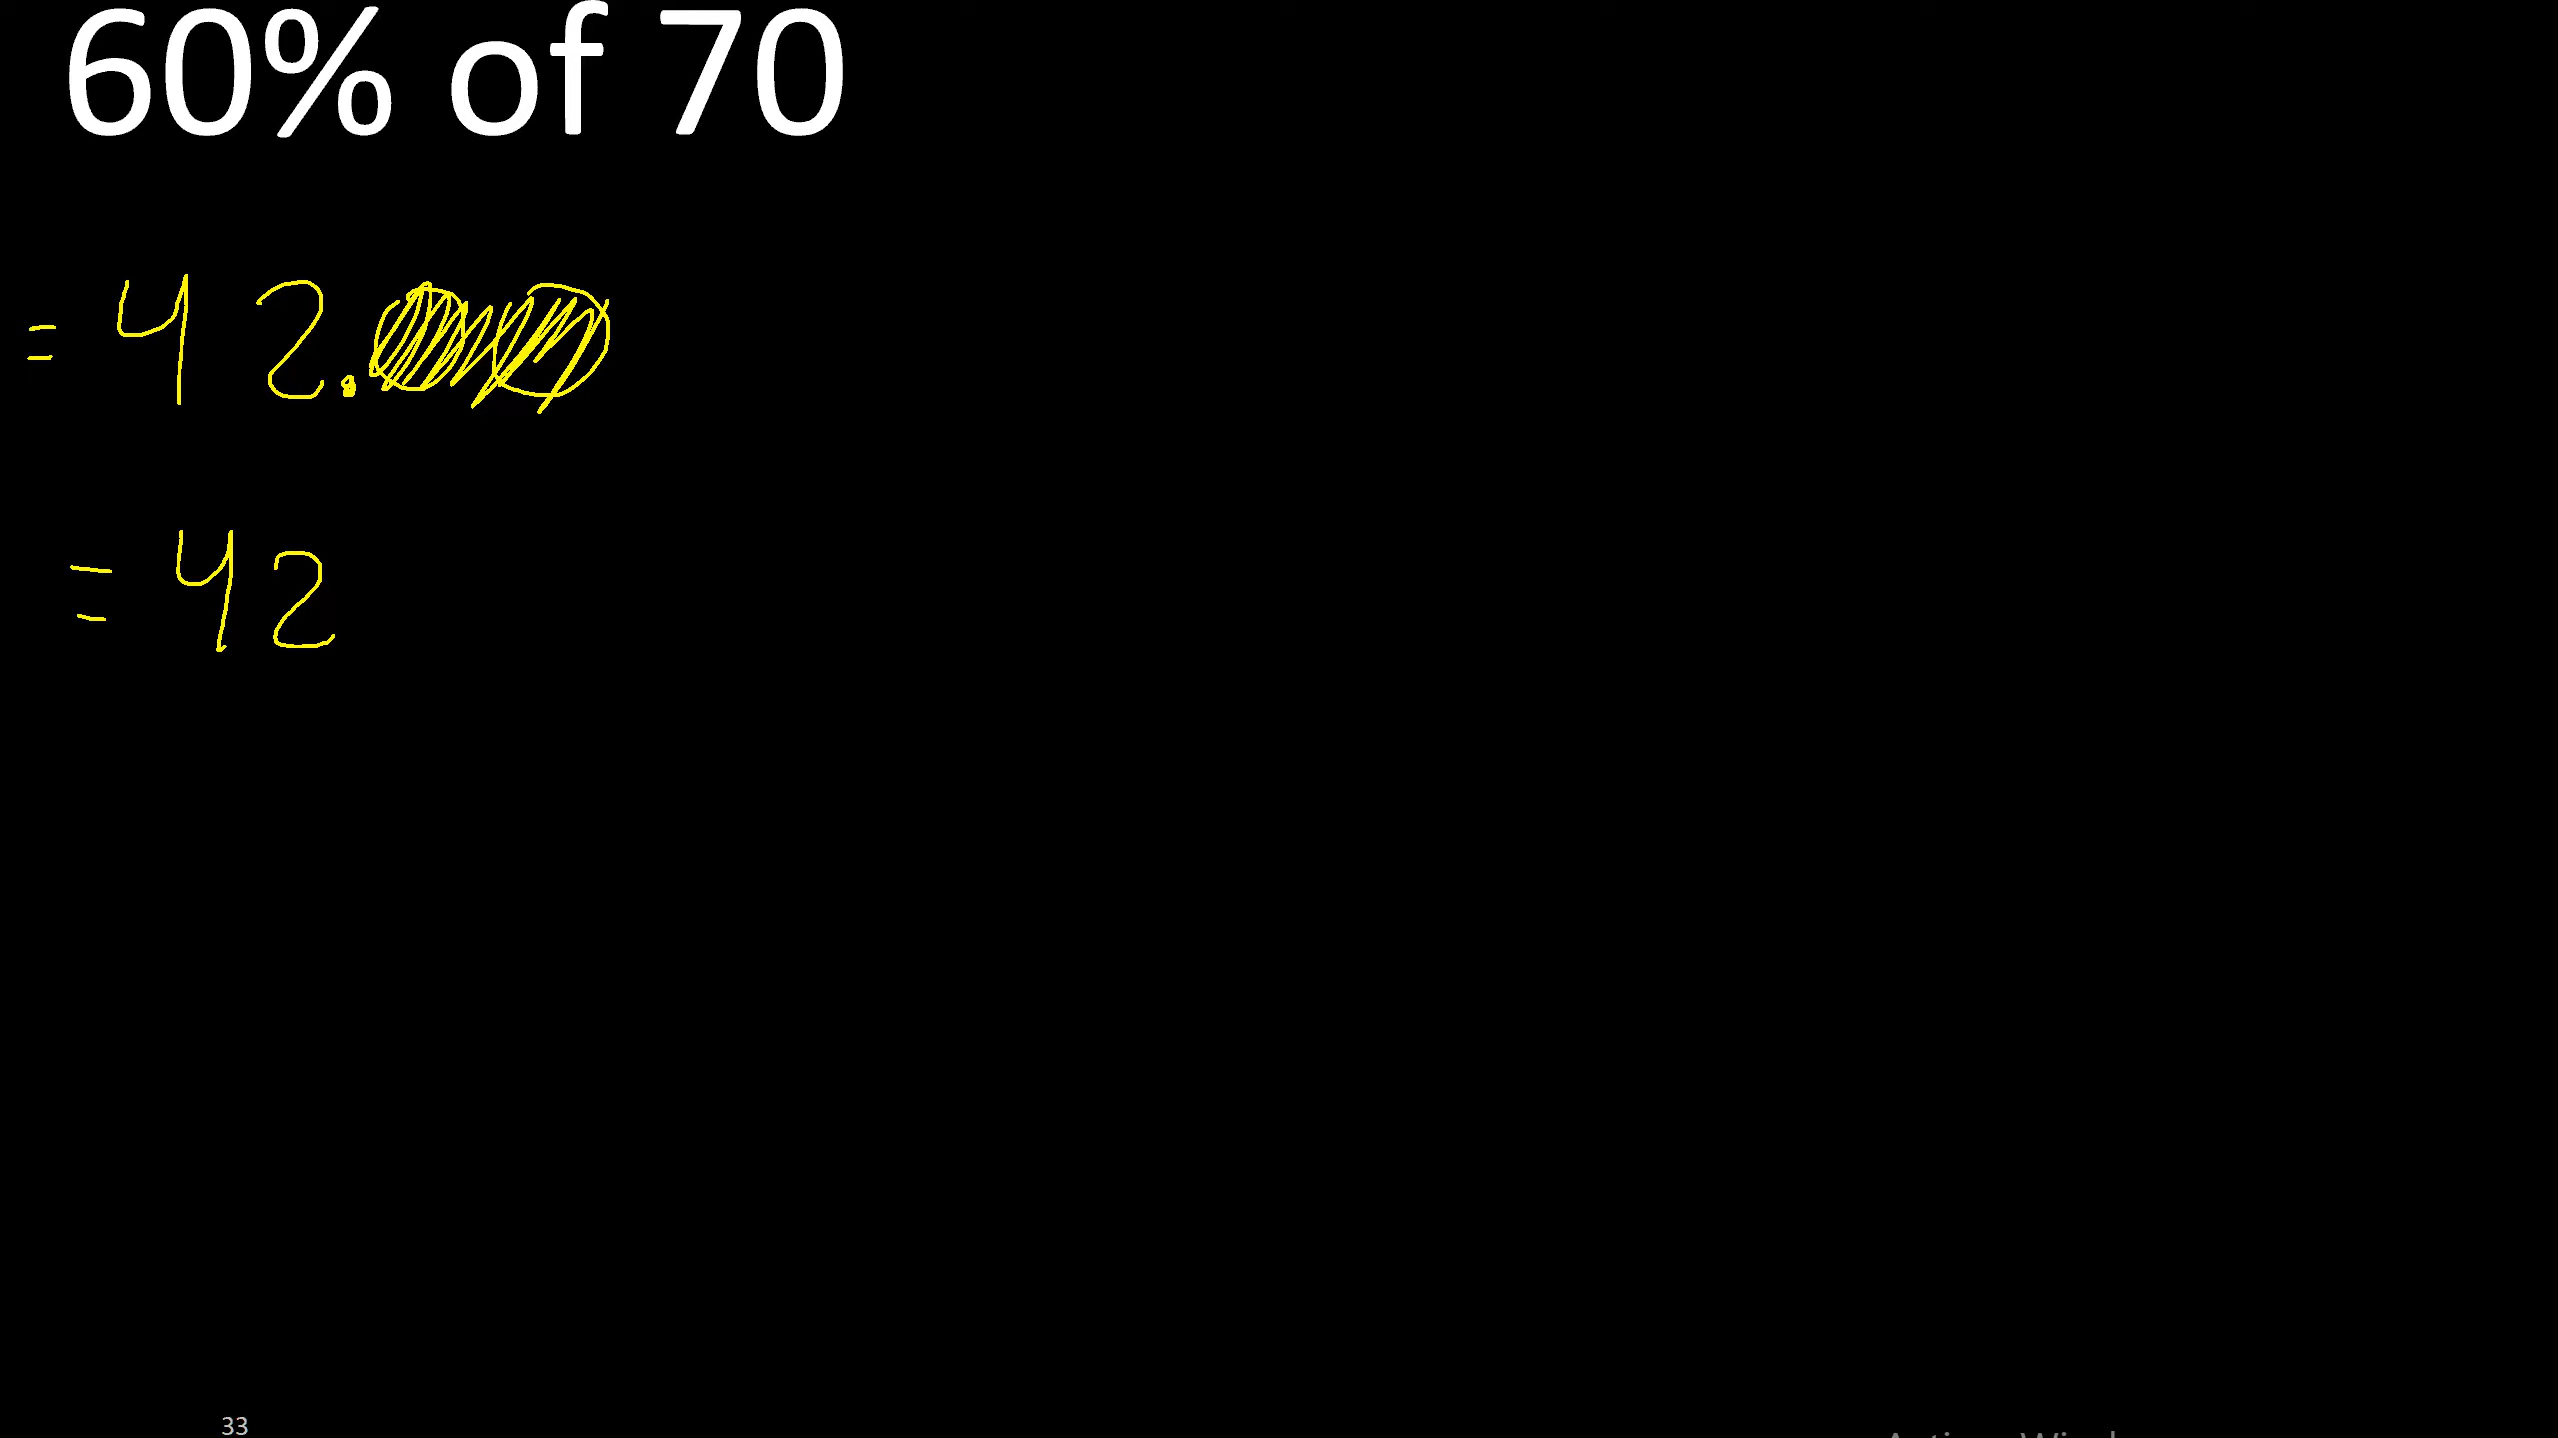 60% of 70
= 42.
= 42
33